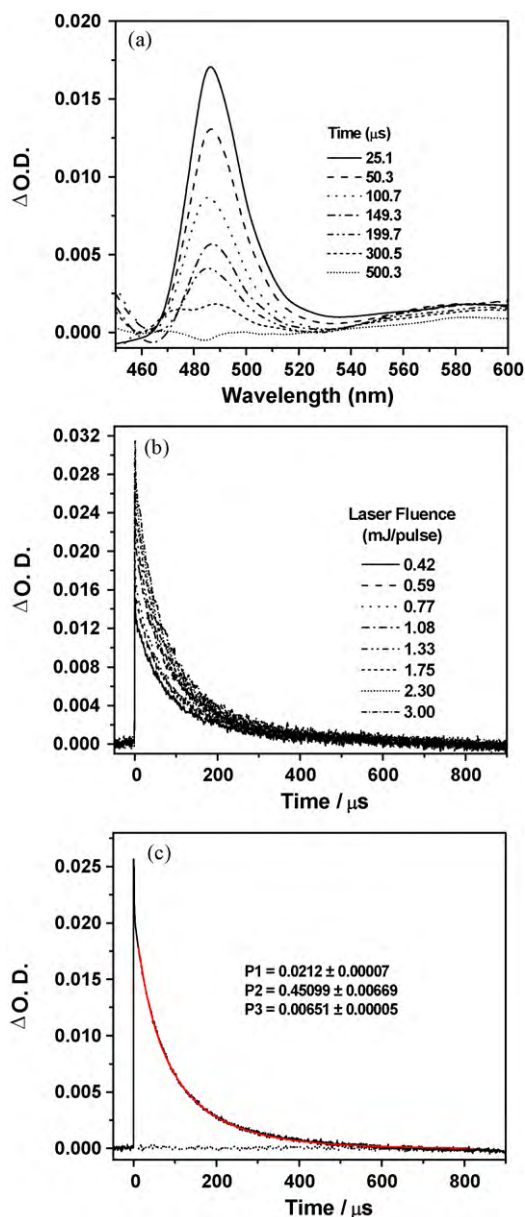 (a)
0.020
0.015
0.010
0.005
0.000
Δ O.D.
Time (μs)
25.1
50.3
100.7
149.3
199.7
300.5
500.3
460 480 500 520 540 560 580 600
Wavelength (nm)
(b)
0.032
0.028
0.024
0.020
0.016
0.012
0.008
0.004
0.000
Δ O. D.
Laser Fluence
(mJ/pulse)
0.42
0.59
0.77
1.08
1.33
1.75
2.30
3.00
0 200 400 600 800
Time / μs
(c)
0.025
0.020
0.015
0.010
0.005
0.000
Δ O. D.
P1 = 0.0212 ± 0.00007
P2 = 0.45099 ± 0.00669
P3 = 0.00651 ± 0.00005
0 200 400 600 800
Time / μs